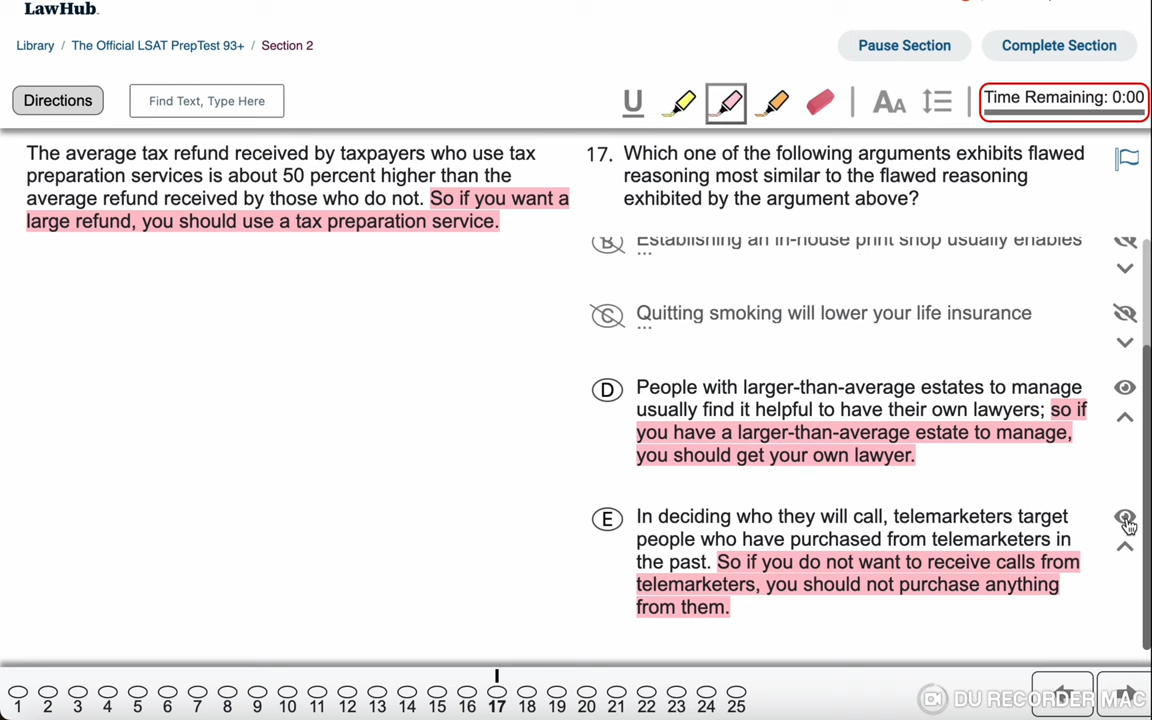 LawHub.
Library / The Official LSAT PrepTest 93+ / Section 2
Pause Section
Complete Section
Directions
Find Text, Type Here
U
AA
Time Remaining: 0:00
The average tax refund received by taxpayers who use tax
preparation services is about 50 percent higher than the
average refund received by those who do not. So if you want a
large refund, you should use a tax preparation service.
17. Which one of the following arguments exhibits flawed
reasoning most similar to the flawed reasoning
exhibited by the argument above?
B Establishing an in-house print shop usually enables
...
C Quitting smoking will lower your life insurance
...
D People with larger-than-average estates to manage
usually find it helpful to have their own lawyers; so if
you have a larger-than-average estate to manage,
you should get your own lawyer.
E In deciding who they will call, telemarketers target
people who have purchased from telemarketers in
the past. So if you do not want to receive calls from
telemarketers, you should not purchase anything
from them.
1 2 3 4 5 6 7 8 9 10 11 12 13 14 15 16 17 18 19 20 21 22 23 24 25
DU RECORDER MAC